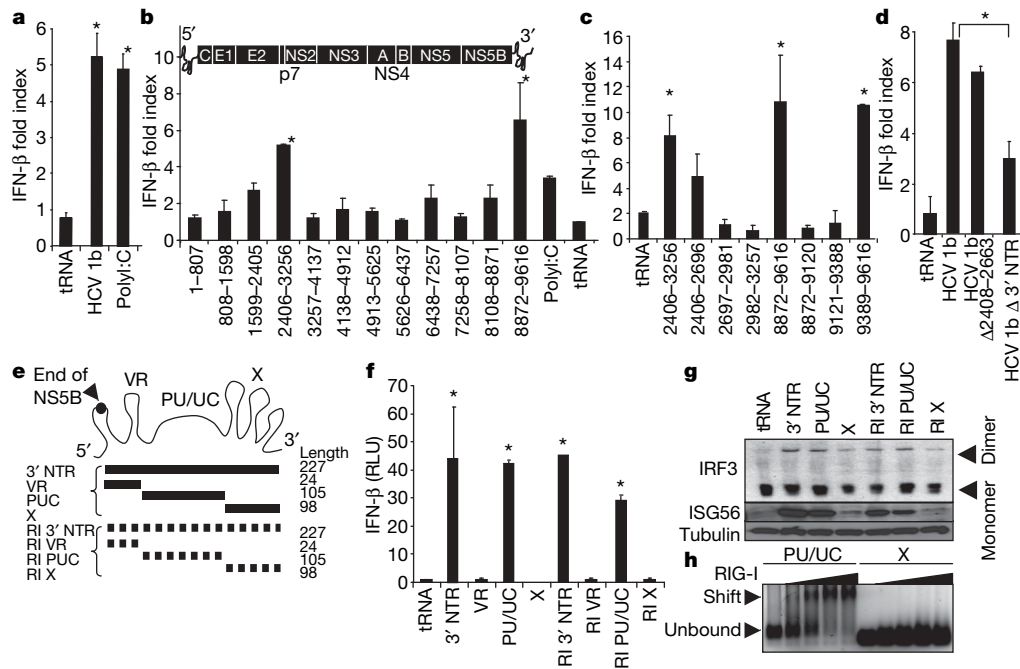 a
IFN-β fold index
6
5
4
3
2
1
0
*
*
tRNA
HCV 1b
PolyI:C
b
IFN-β fold index
10
8
6
4
2
0
5′
C E1 E2 NS2 NS3 A B NS5 NS5B
3′
p7
NS4
*
*
1–807
808–1598
1599–2405
2406–3256
3257–4137
4138–4912
4913–5625
5626–6437
6438–7257
7258–8107
8108–8871
8872–9616
PolyI:C
tRNA
c
IFN-β fold index
16
14
12
10
8
6
4
2
0
*
*
*
tRNA
2406–3256
2406–2696
2697–2981
2982–3257
8872–9616
8872–9120
9121–9388
9389–9616
d
IFN-β fold index
8
6
4
2
0
*
tRNA
HCV 1b
HCV 1b
Δ2408–2663
HCV 1b Δ 3′ NTR
e
End of
NS5B
VR
PU/UC
X
5′
3′
Length
3′ NTR 227
VR 24
PUC 105
X 98
RI 3′ NTR 227
RI VR 24
RI PUC 105
RI X 98
f
IFN-β (RLU)
70
60
50
40
30
20
10
0
*
*
*
*
tRNA
3′ NTR
VR
PU/UC
X
RI 3′ NTR
RI VR
RI PU/UC
RI X
g
tRNA
3′ NTR
PU/UC
X
RI 3′ NTR
RI PU/UC
RI X
IRF3
Dimer
Monomer
ISG56
Tubulin
h
PU/UC X
RIG-I
Shift
Unbound